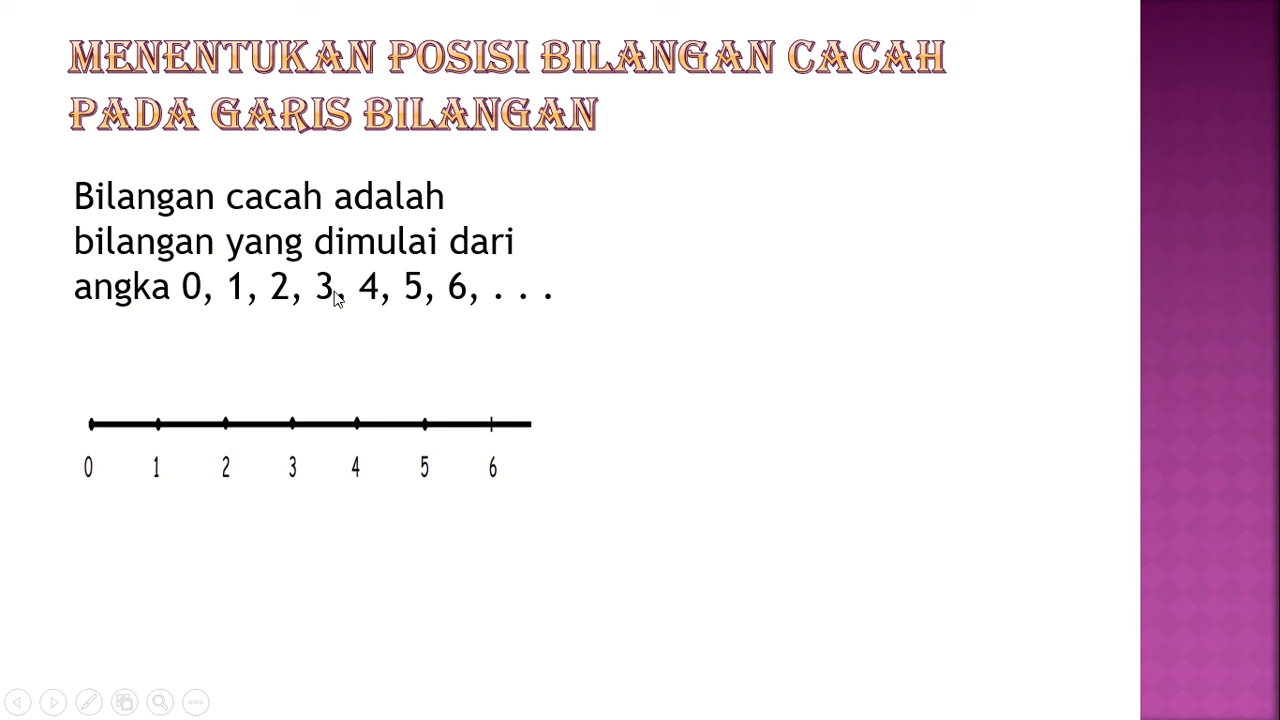 MENENTUKAN POSISI BILANGAN CACAH
PADA GARIS BILANGAN
Bilangan cacah adalah
bilangan yang dimulai dari
angka 0, 1, 2, 3, 4, 5, 6, . . .
0 1 2 3 4 5 6